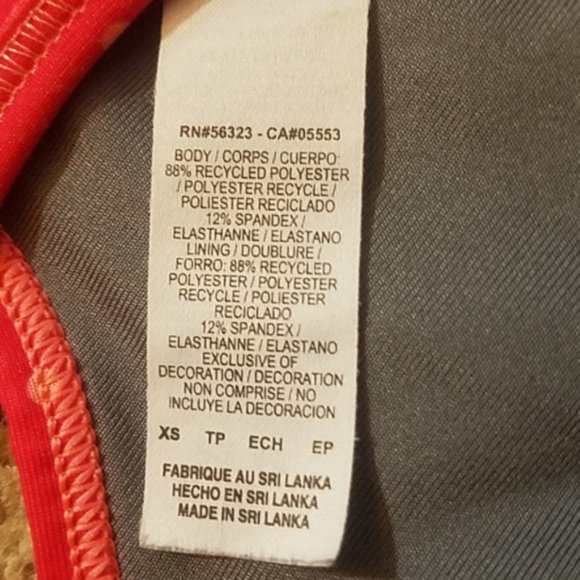 RN#56323 - CA#05553
BODY / CORPS / CUERPO:
88% RECYCLED POLYESTER
/ POLYESTER RECYCLE /
POLIESTER RECICLADO
12% SPANDEX /
ELASTHANNE / ELASTANO
LINING / DOUBLURE /
FORRO: 88% RECYCLED
POLYESTER / POLYESTER
RECYCLE / POLIESTER
RECICLADO
12% SPANDEX /
ELASTHANNE / ELASTANO
EXCLUSIVE OF
DECORATION / DECORATION
NON COMPRISE / NO
INCLUYE LA DECORACION
XS TP ECH EP
FABRIQUE AU SRI LANKA
HECHO EN SRI LANKA
MADE IN SRI LANKA